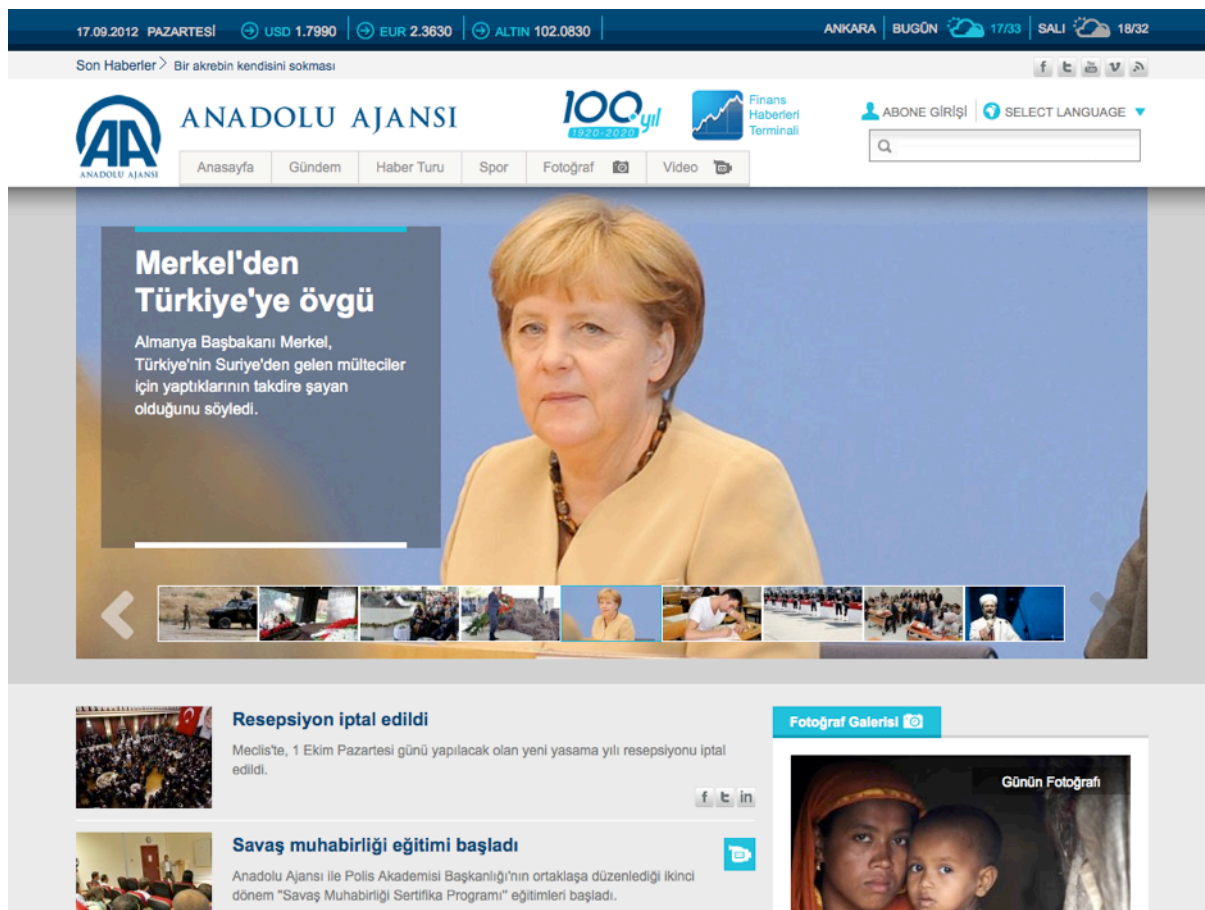 17.09.2012 PAZARTESİ USD 1.7990 EUR 2.3630 ALTIN 102.0830 ANKARA BUGÜN 17/33 SALI 18/32
Son Haberler > Bir akrebin kendisini sokması
ANADOLU AJANSI
AA
ANADOLU AJANSI
100.yıl
1920-2020
Finans
Haberleri
Terminali
ABONE GİRİŞİ SELECT LANGUAGE
Anasayfa Gündem Haber Turu Spor Fotoğraf Video
Merkel'den
Türkiye'ye övgü
Almanya Başbakanı Merkel,
Türkiye'nin Suriye'den gelen mülteciler
için yaptıklarının takdire şayan
olduğunu söyledi.
Resepsiyon iptal edildi
Meclis'te, 1 Ekim Pazartesi günü yapılacak olan yeni yasama yılı resepsiyonu iptal
edildi.
f t in
Savaş muhabirliği eğitimi başladı
Anadolu Ajansı ile Polis Akademisi Başkanlığı'nın ortaklaşa düzenlediği ikinci
dönem "Savaş Muhabirliği Sertifika Programı" eğitimleri başladı.
Fotoğraf Galerisi
Günün Fotoğrafı